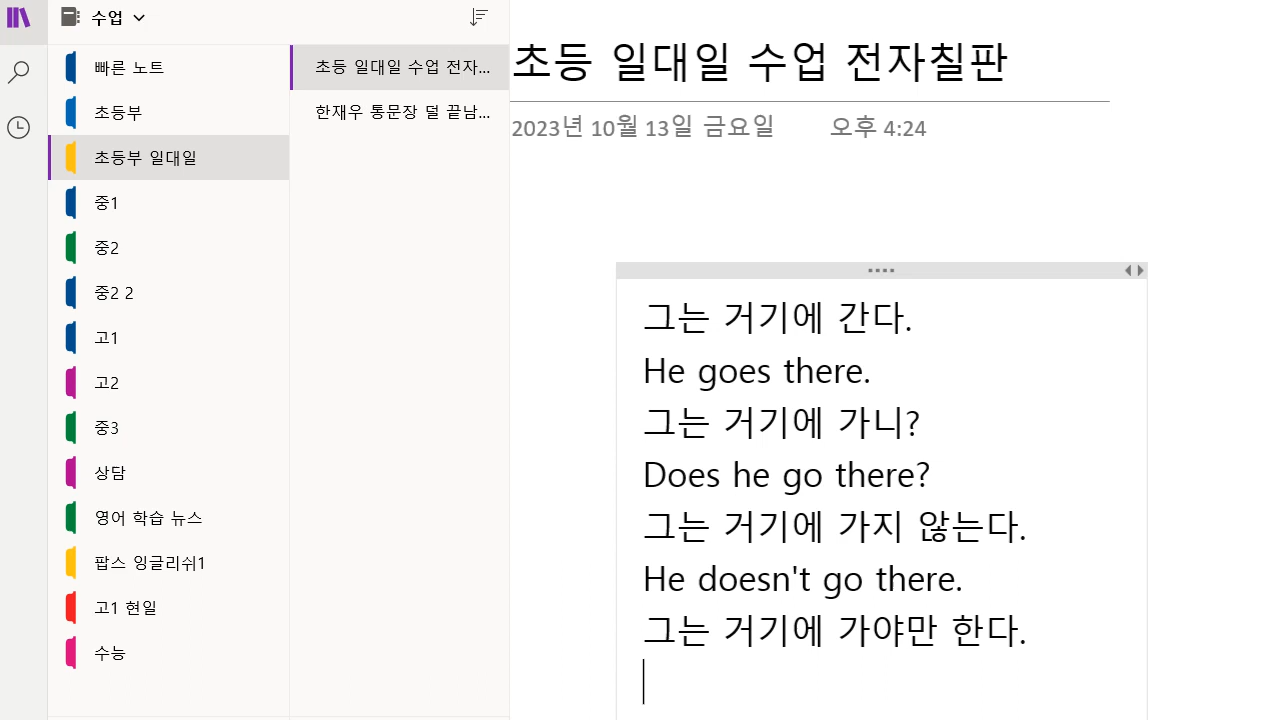 수업
빠른 노트
초등부
초등부 일대일
중1
중2
중2 2
고1
고2
중3
상담
영어 학습 뉴스
팝스 잉글리쉬1
고1 현일
수능
초등 일대일 수업 전자...
한재우 통문장 덜 끝남...
초등 일대일 수업 전자칠판
2023년 10월 13일 금요일 오후 4:24
그는 거기에 간다.
He goes there.
그는 거기에 가니?
Does he go there?
그는 거기에 가지 않는다.
He doesn't go there.
그는 거기에 가야만 한다.